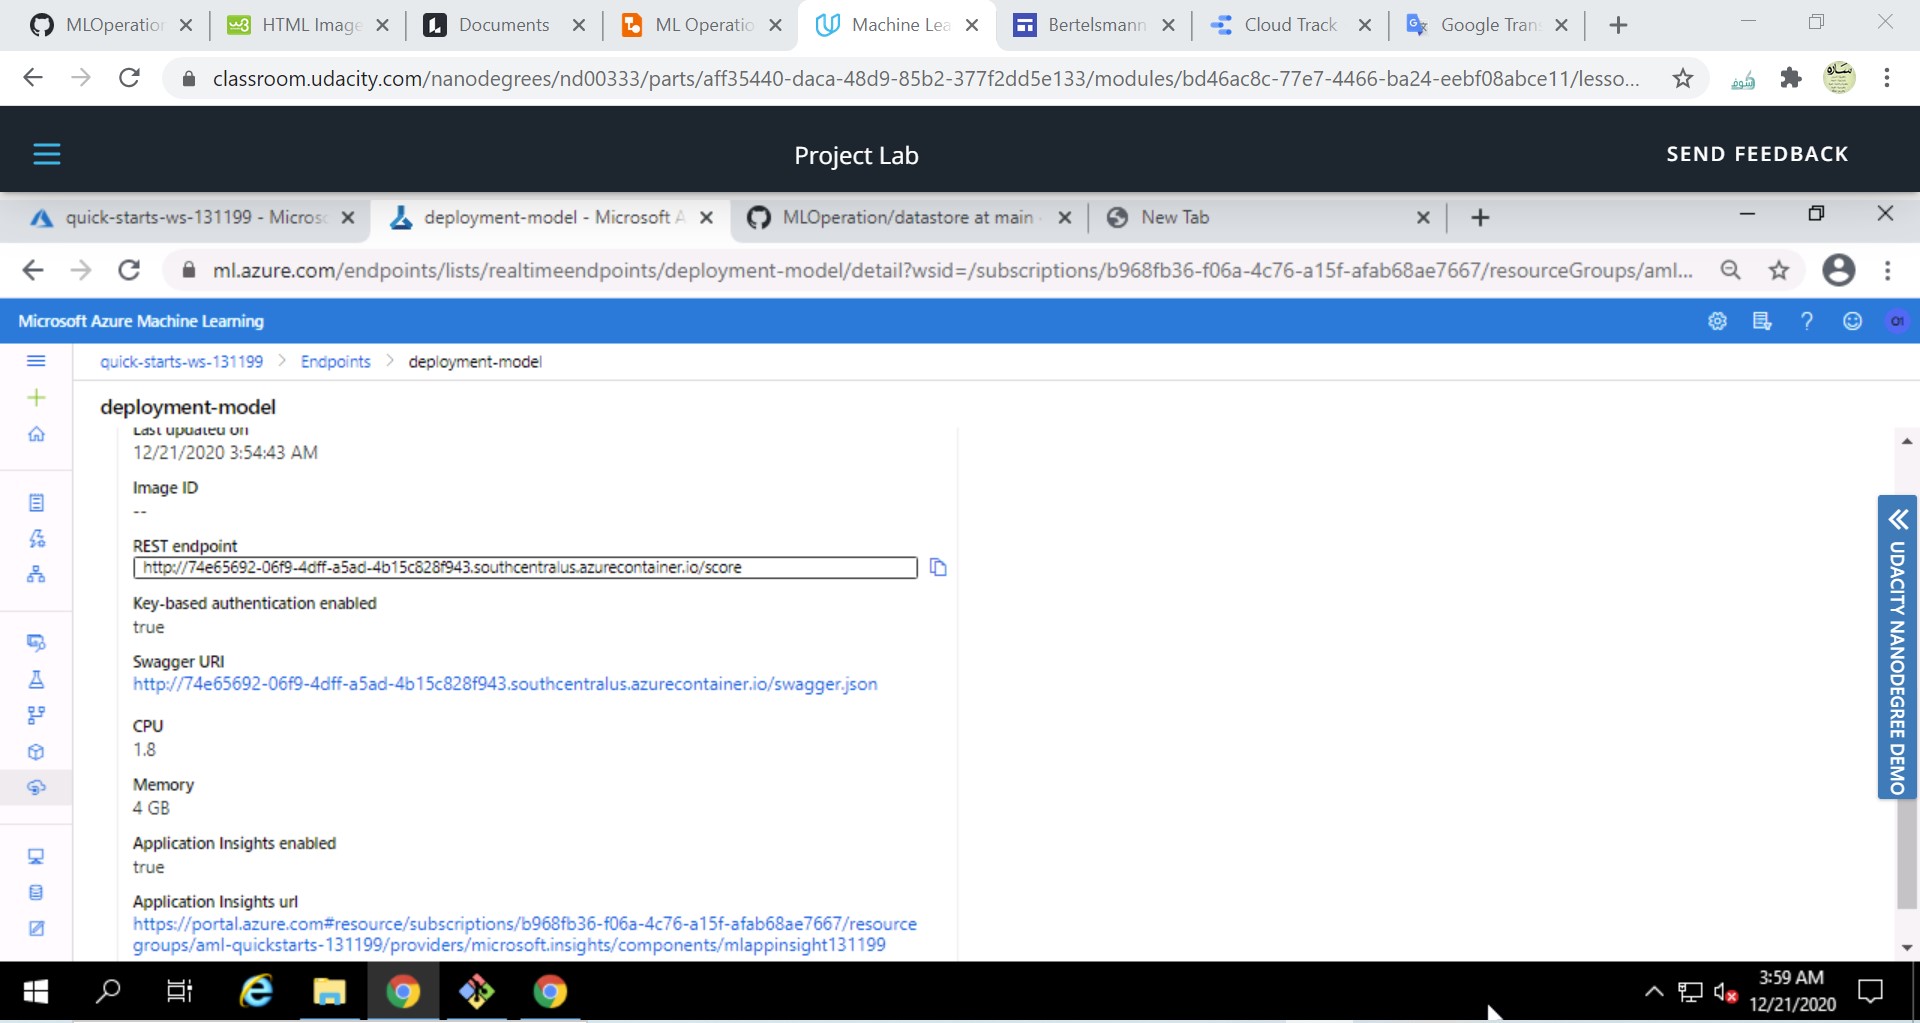 MLOperation
HTML Image
Documents
ML Operatio
Machine Lea
Bertelsmann
Cloud Track
Google Tran
classroom.udacity.com/nanodegrees/nd00333/parts/aff35440-daca-48d9-85b2-377f2dd5e133/modules/bd46ac8c-77e7-4466-ba24-eebf08abce11/lesso...
Project Lab
SEND FEEDBACK
quick-starts-ws-131199 - Micros
deployment-model - Microsoft A
MLOperation/datastore at main
New Tab
ml.azure.com/endpoints/lists/realtimeendpoints/deployment-model/detail?wsid=/subscriptions/b968fb36-f06a-4c76-a15f-afab68ae7667/resourceGroups/aml...
Microsoft Azure Machine Learning
quick-starts-ws-131199 > Endpoints > deployment-model
deployment-model
Last updated on
12/21/2020 3:54:43 AM
Image ID
--
REST endpoint
http://74e65692-06f9-4dff-a5ad-4b15c828f943.southcentralus.azurecontainer.io/score
Key-based authentication enabled
true
Swagger URI
http://74e65692-06f9-4dff-a5ad-4b15c828f943.southcentralus.azurecontainer.io/swagger.json
CPU
1.8
Memory
4 GB
Application Insights enabled
true
Application Insights url
https://portal.azure.com#resource/subscriptions/b968fb36-f06a-4c76-a15f-afab68ae7667/resource
groups/aml-quickstarts-131199/providers/microsoft.insights/components/mlappinsight131199
UDACITY NANODEGREE DEMO
3:59 AM
12/21/2020